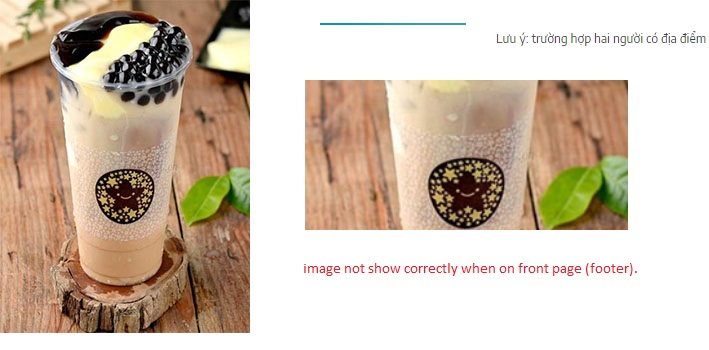 Lưu ý: trường hợp hai người có địa điểm
image not show correctly when on front page (footer).